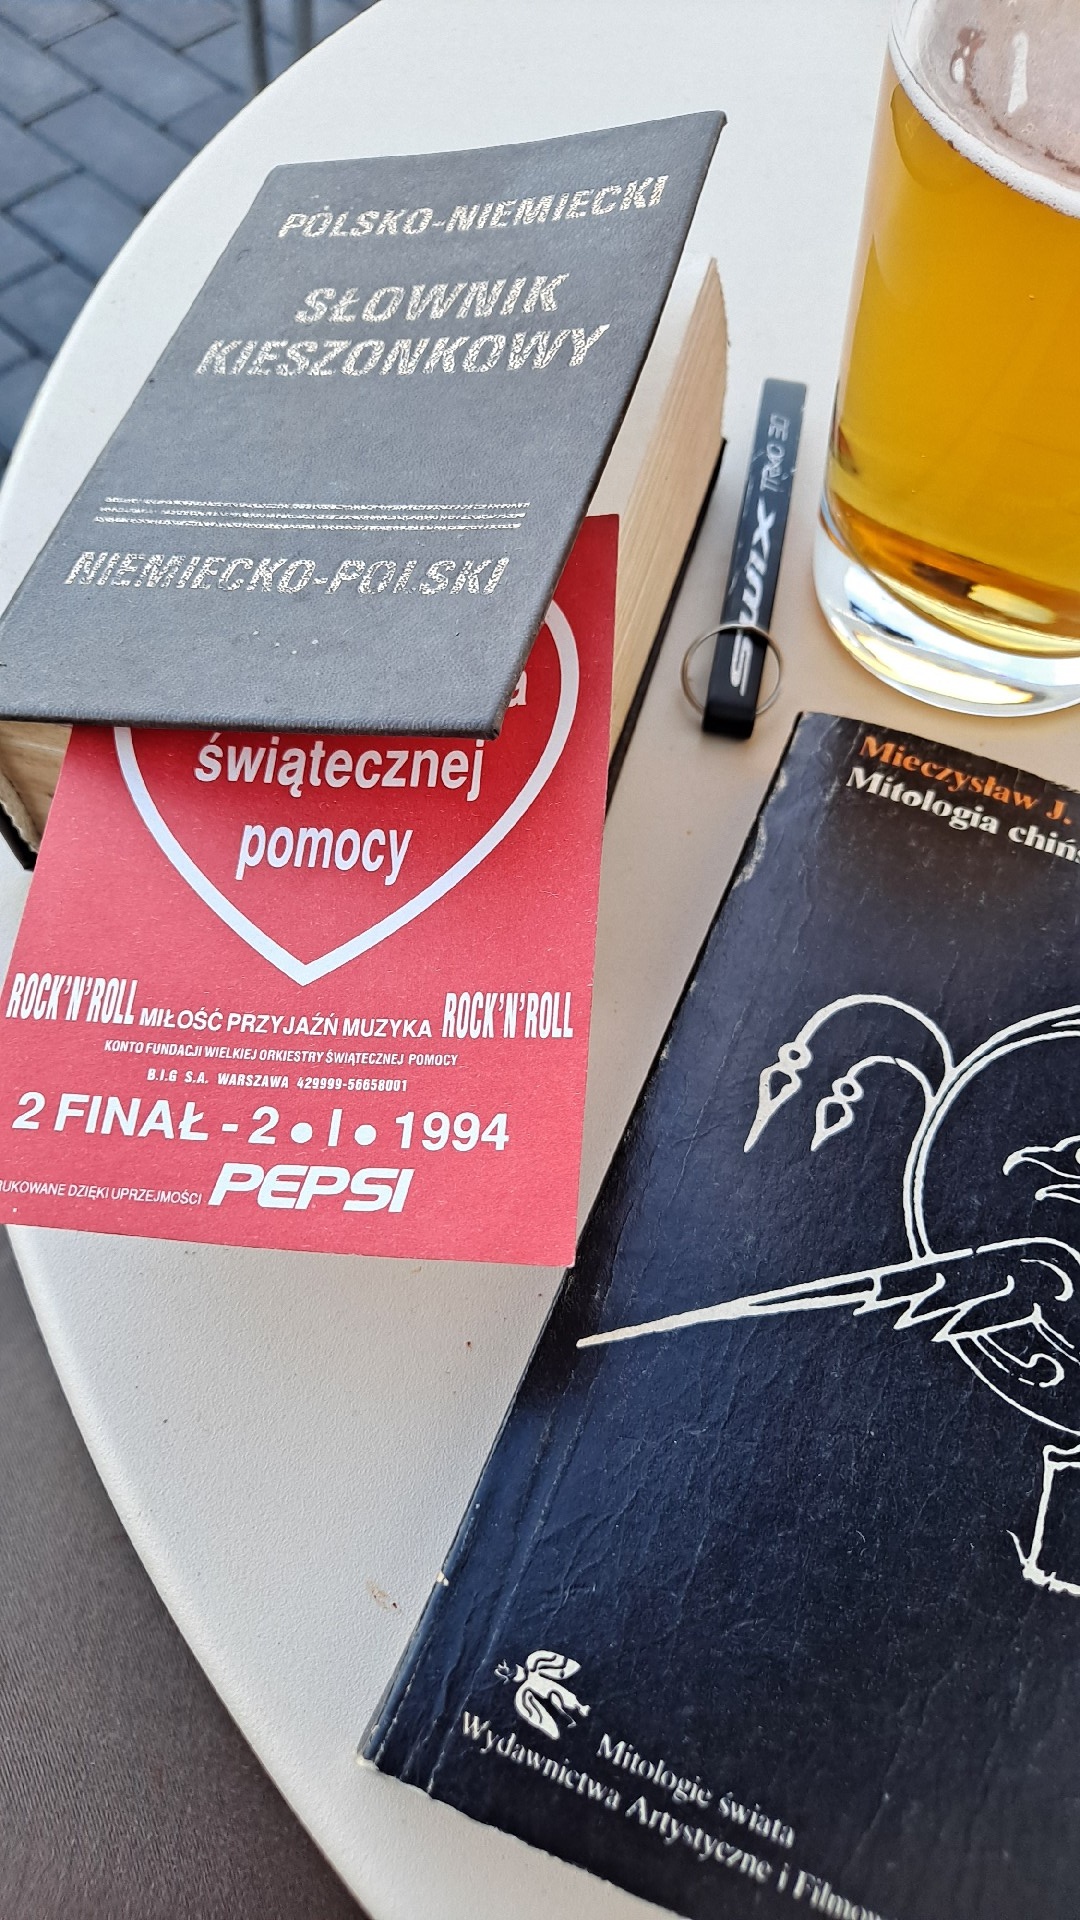 POLSKO-NIEMIECKI
SŁOWNIK
KIESZONKOWY
NIEMIECKO-POLSKI
świątecznej
pomocy
ROCK'N'ROLL MIŁOŚĆ PRZYJAŹŃ MUZYKA ROCK'N'ROLL
KONTO FUNDACJI WIELKIEJ ORKIESTRY ŚWIĄTECZNEJ POMOCY
B.I.G S.A. WARSZAWA 429999-56658001
2 FINAŁ - 2 • I • 1994
DZIĘKI UPRZEJMOŚCI PEPSI
SWIX
Mieczysław J.
Mitologia
Mitologie świata
Wydawnictwa Artystyczne i